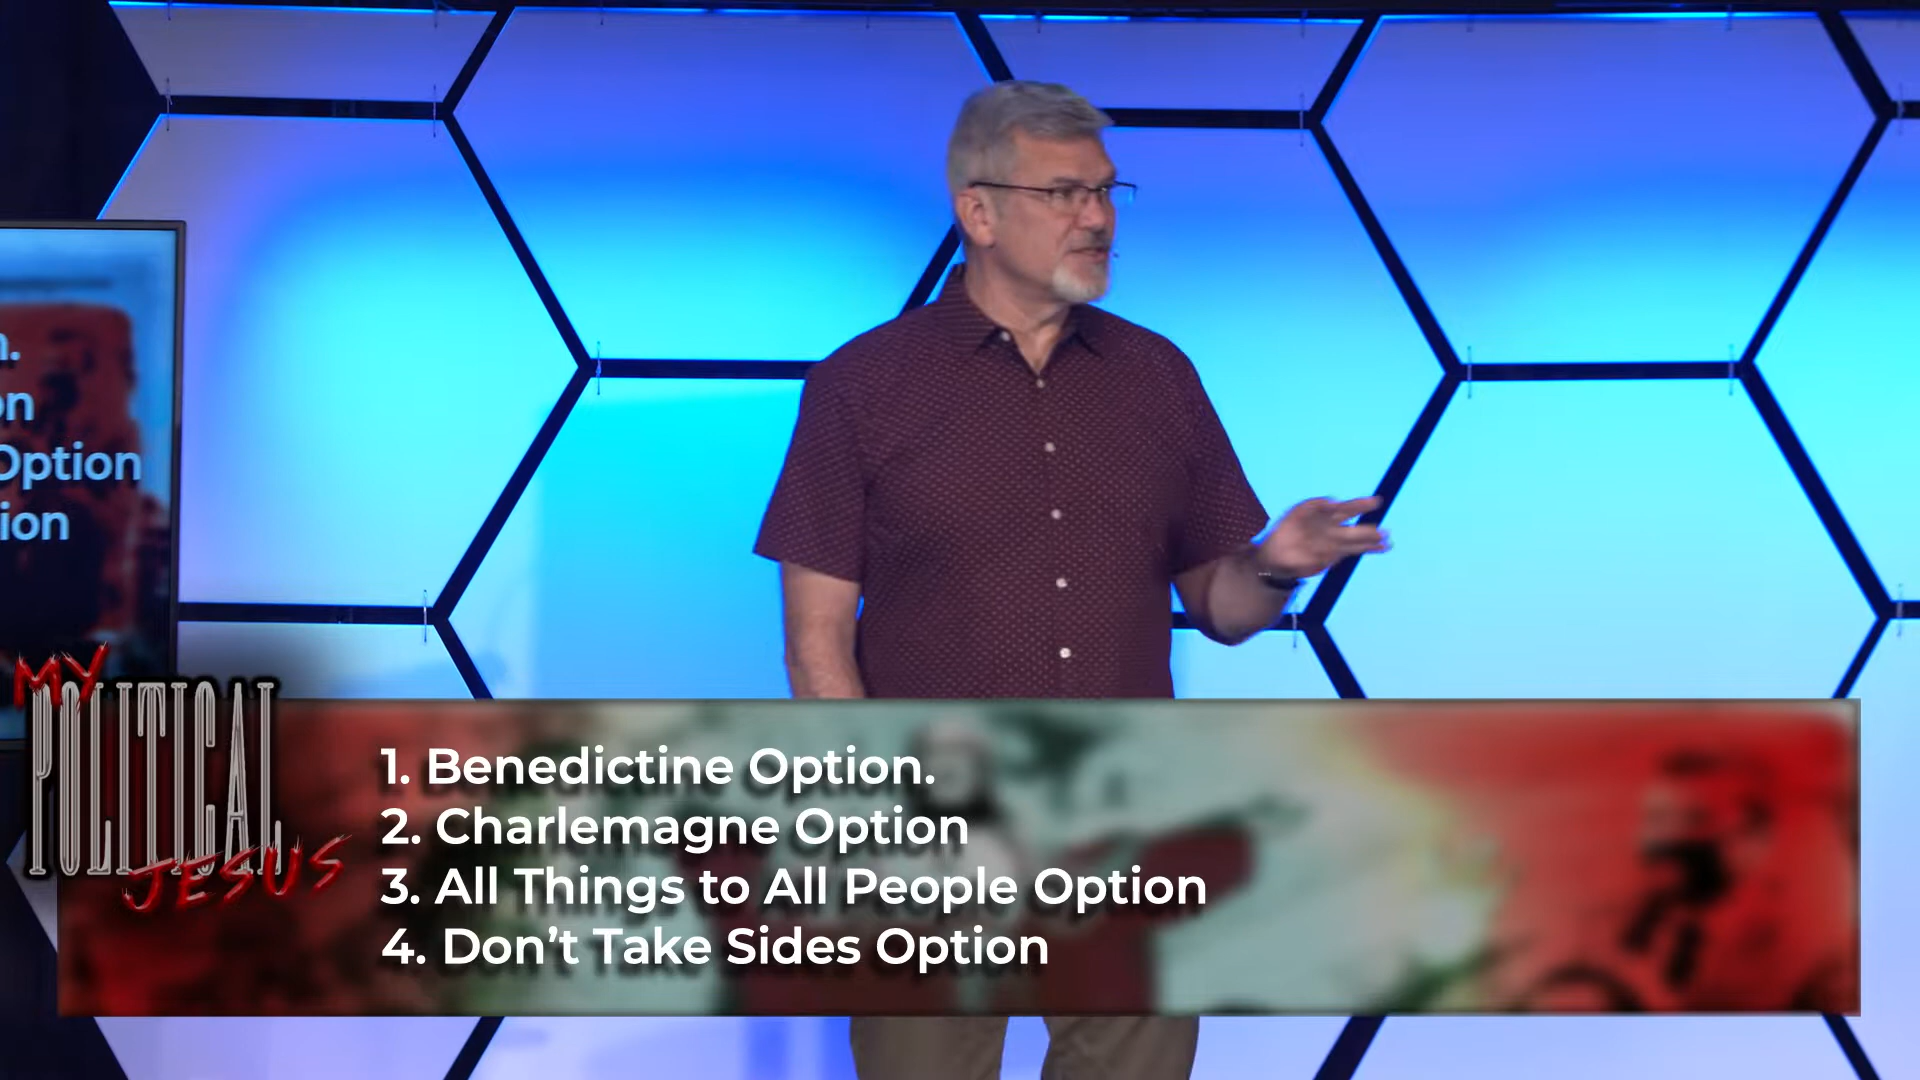 n.
on
Option
ion
MY
POLITICAL
JESUS
1. Benedictine Option.
2. Charlemagne Option
3. All Things to All People Option
4. Don’t Take Sides Option